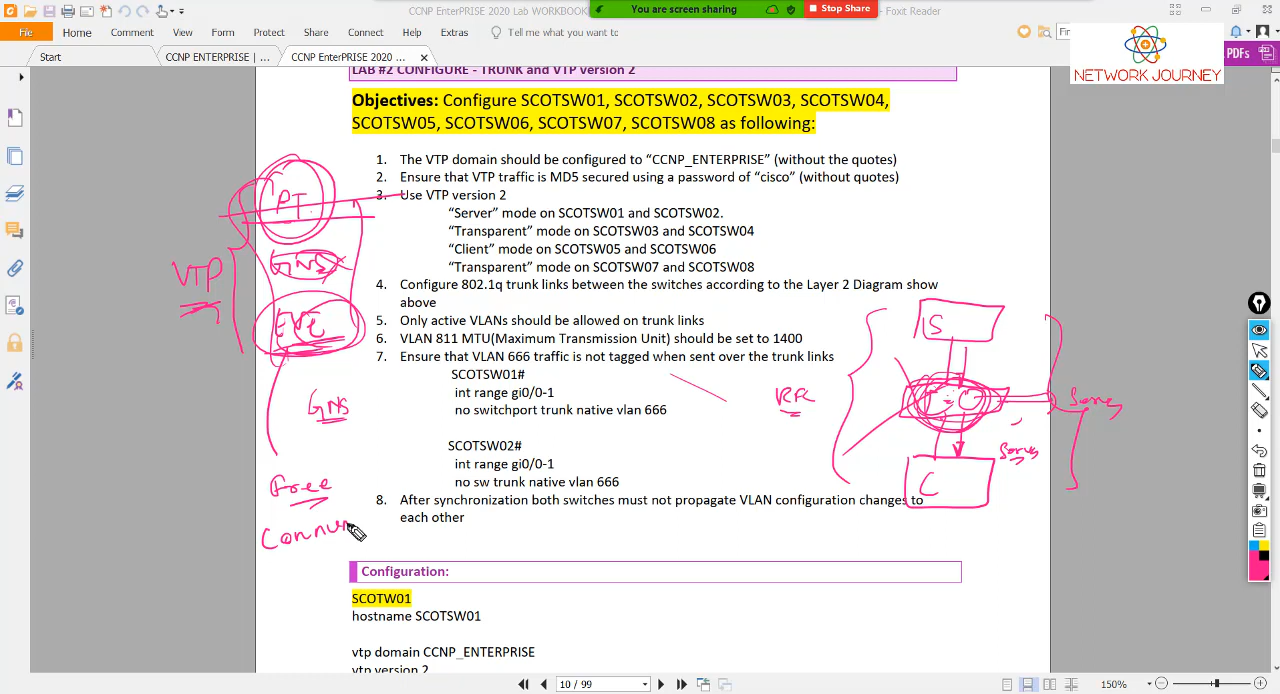 CCNP EnterPRISE 2020 Lab WORKBOOK
- Foxit Reader
You are screen sharing
Stop Share
File
Home
Comment
View
Form
Protect
Share
Connect
Help
Extras
Tell me what you want to
Fin
Start
CCNP ENTERPRISE | ...
CCNP EnterPRISE 2020 ...
PDFs
NETWORK JOURNEY
LAB #2 CONFIGURE - TRUNK and VTP version 2
Objectives: Configure SCOTSW01, SCOTSW02, SCOTSW03, SCOTSW04,
SCOTSW05, SCOTSW06, SCOTSW07, SCOTSW08 as following:
1. The VTP domain should be configured to “CCNP_ENTERPRISE” (without the quotes)
2. Ensure that VTP traffic is MD5 secured using a password of “cisco” (without quotes)
3. Use VTP version 2
“Server” mode on SCOTSW01 and SCOTSW02.
“Transparent” mode on SCOTSW03 and SCOTSW04
“Client” mode on SCOTSW05 and SCOTSW06
“Transparent” mode on SCOTSW07 and SCOTSW08
4. Configure 802.1q trunk links between the switches according to the Layer 2 Diagram show
above
5. Only active VLANs should be allowed on trunk links
6. VLAN 811 MTU(Maximum Transmission Unit) should be set to 1400
7. Ensure that VLAN 666 traffic is not tagged when sent over the trunk links
SCOTSW01#
int range gi0/0-1
no switchport trunk native vlan 666
SCOTSW02#
int range gi0/0-1
no sw trunk native vlan 666
8. After synchronization both switches must not propagate VLAN configuration changes to
each other
Configuration:
SCOTW01
hostname SCOTSW01
vtp domain CCNP_ENTERPRISE
vtp version 2
PT
GNS
VTP
EVE
GNS
Free
Commun
RFC
S
C
10 / 99
150%